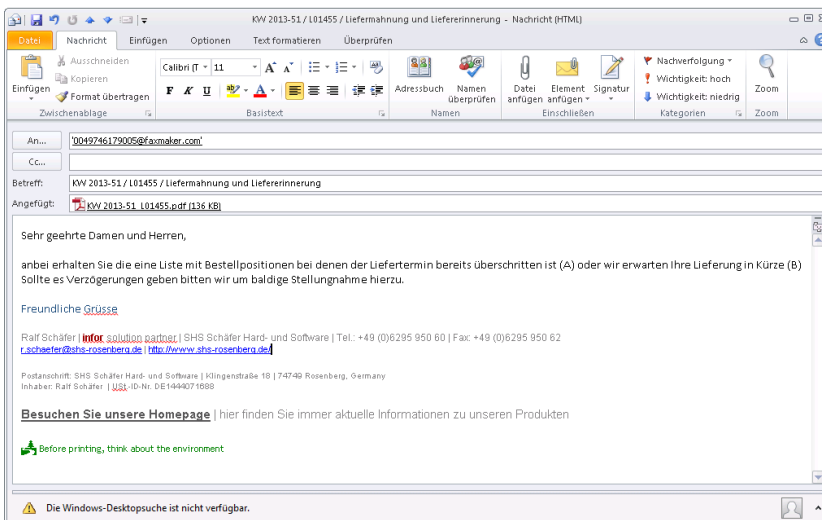 KW 2013-51 / L01455 / Liefermahnung und Liefererinnerung - Nachricht (HTML)
Datei Nachricht Einfügen Optionen Text formatieren Überprüfen
Einfügen
Ausschneiden
Kopieren
Format übertragen
Zwischenablage
Calibri (T 11
F K U
Basistext
Adressbuch Namen überprüfen
Namen
Datei anfügen Element anfügen Signatur
Einschließen
Nachverfolgung
Wichtigkeit: hoch
Wichtigkeit: niedrig
Kategorien
Zoom
Zoom
An... '0049746179005@faxmaker.com'
Cc...
Betreff: KW 2013-51 / L01455 / Liefermahnung und Liefererinnerung
Angefügt: KW 2013-51_L01455.pdf (136 KB)
Sehr geehrte Damen und Herren,
anbei erhalten Sie die eine Liste mit Bestellpositionen bei denen der Liefertermin bereits überschritten ist (A) oder wir erwarten Ihre Lieferung in Kürze (B)
Sollte es Verzögerungen geben bitten wir um baldige Stellungnahme hierzu.
Freundliche Grüsse
Ralf Schäfer | infor solution partner | SHS Schäfer Hard- und Software | Tel.: +49 (0)6295 950 60 | Fax: +49 (0)6295 950 62
r.schaefer@shs-rosenberg.de | http://www.shs-rosenberg.de/
Postanschrift: SHS Schäfer Hard- und Software | Klingenstraße 18 | 74749 Rosenberg, Germany
Inhaber: Ralf Schäfer | USt.-ID-Nr. DE1444071688
Besuchen Sie unsere Homepage | hier finden Sie immer aktuelle Informationen zu unseren Produkten
Before printing, think about the environment
Die Windows-Desktopsuche ist nicht verfügbar.